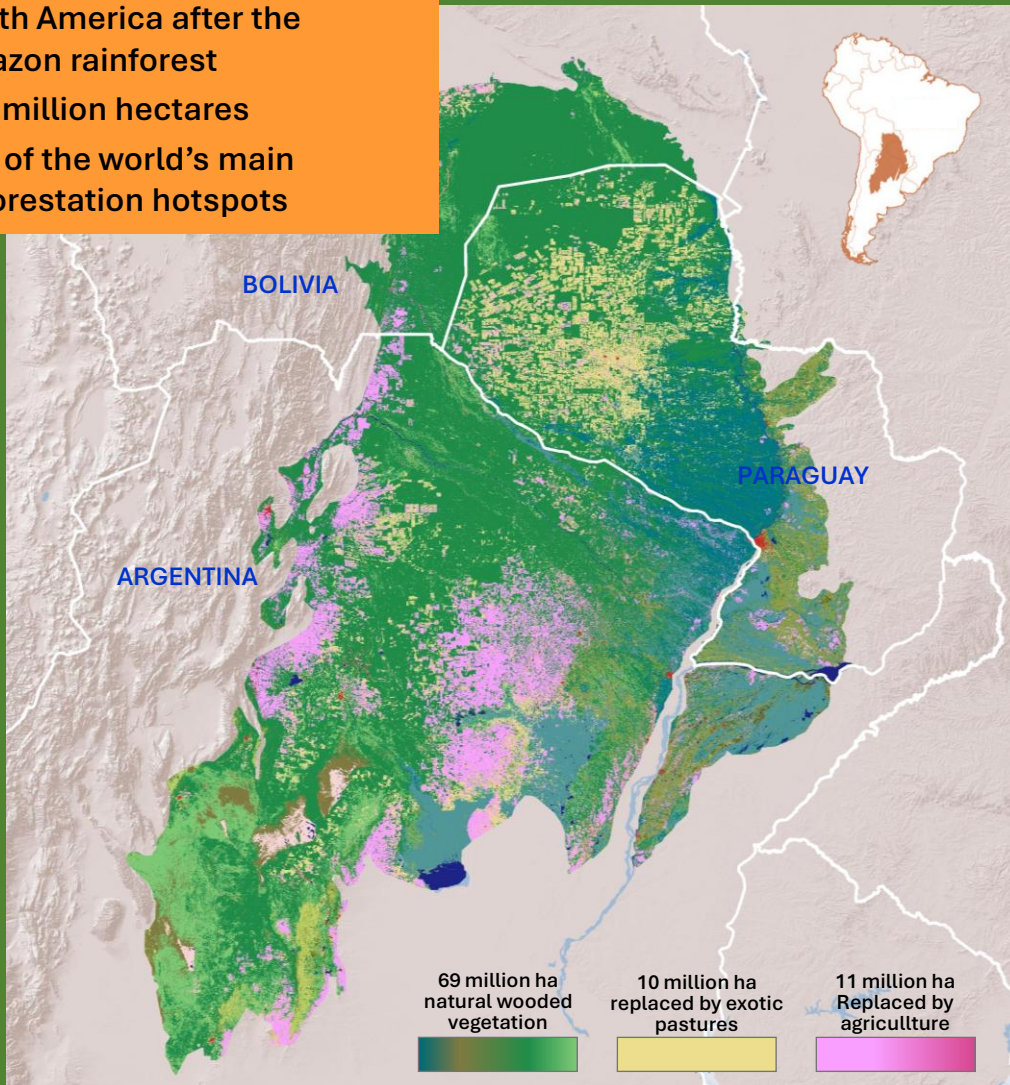 th America after the
azon rainforest
million hectares
of the world's main
orestation hotspots
BOLIVIA
PARAGUAY
ARGENTINA
69 million ha
natural wooded
vegetation
10 million ha
replaced by exotic
pastures
11 million ha
Replaced by
agricullture